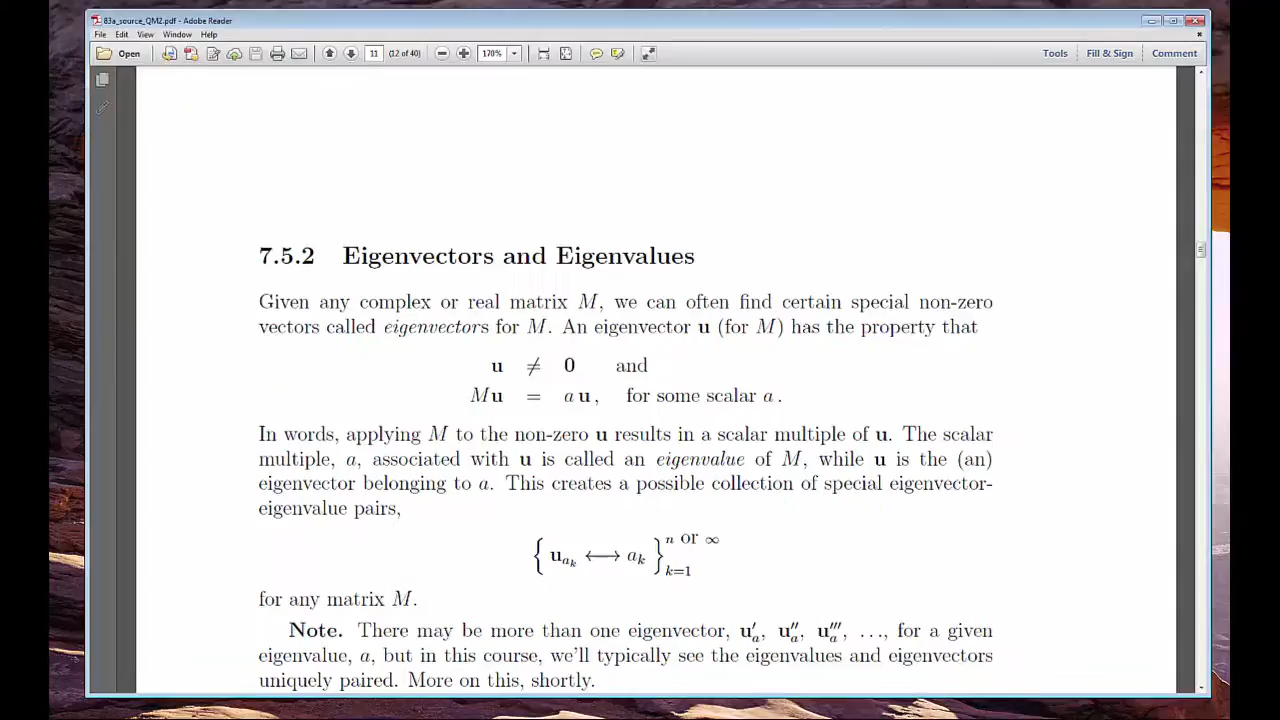 83a_source_QM2.pdf - Adobe Reader
File Edit View Window Help
Open 11 (12 of 40) 170% Tools Fill & Sign Comment
7.5.2 Eigenvectors and Eigenvalues
Given any complex or real matrix M, we can often find certain special non-zero
vectors called eigenvectors for M. An eigenvector u (for M) has the property that
u ≠ 0 and
Mu = a u , for some scalar a .
In words, applying M to the non-zero u results in a scalar multiple of u. The scalar
multiple, a, associated with u is called an eigenvalue of M, while u is the (an)
eigenvector belonging to a. This creates a possible collection of special eigenvector-
eigenvalue pairs,
{ u_{a_k} ⟷ a_k }_{k=1}^{n or ∞}
for any matrix M.
Note. There may be more than one eigenvector, u′_a, u″_a, u‴_a, ..., for a given
eigenvalue, a, but in this course, we'll typically see the eigenvalues and eigenvectors
uniquely paired. More on this, shortly.